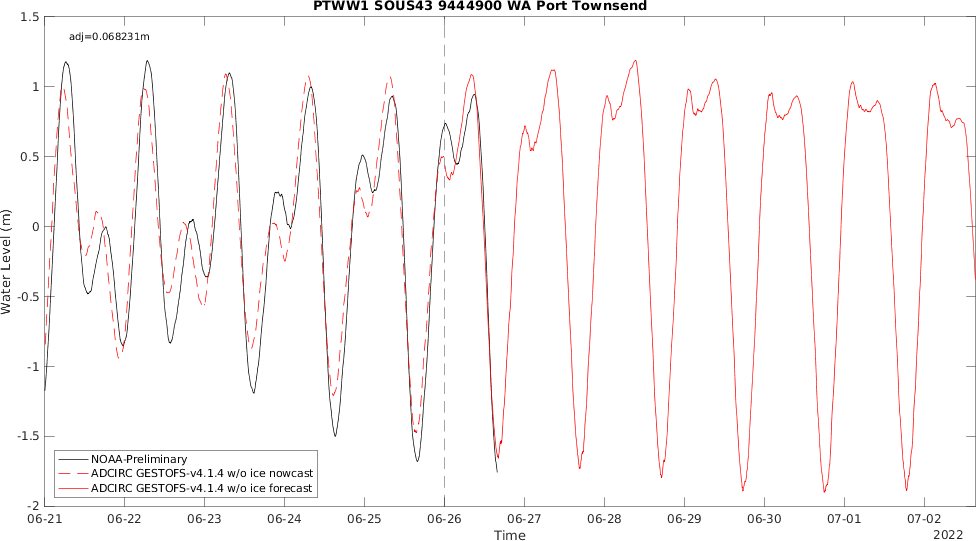 PTWW1 SOUS43 9444900 WA Port Townsend
adj=0.068231m
1.5
1
0.5
0
-0.5
-1
-1.5
-2
Water Level (m)
NOAA-Preliminary
ADCIRC GESTOFS-v4.1.4 w/o ice nowcast
ADCIRC GESTOFS-v4.1.4 w/o ice forecast
06-21 06-22 06-23 06-24 06-25 06-26 06-27 06-28 06-29 06-30 07-01 07-02
Time
2022